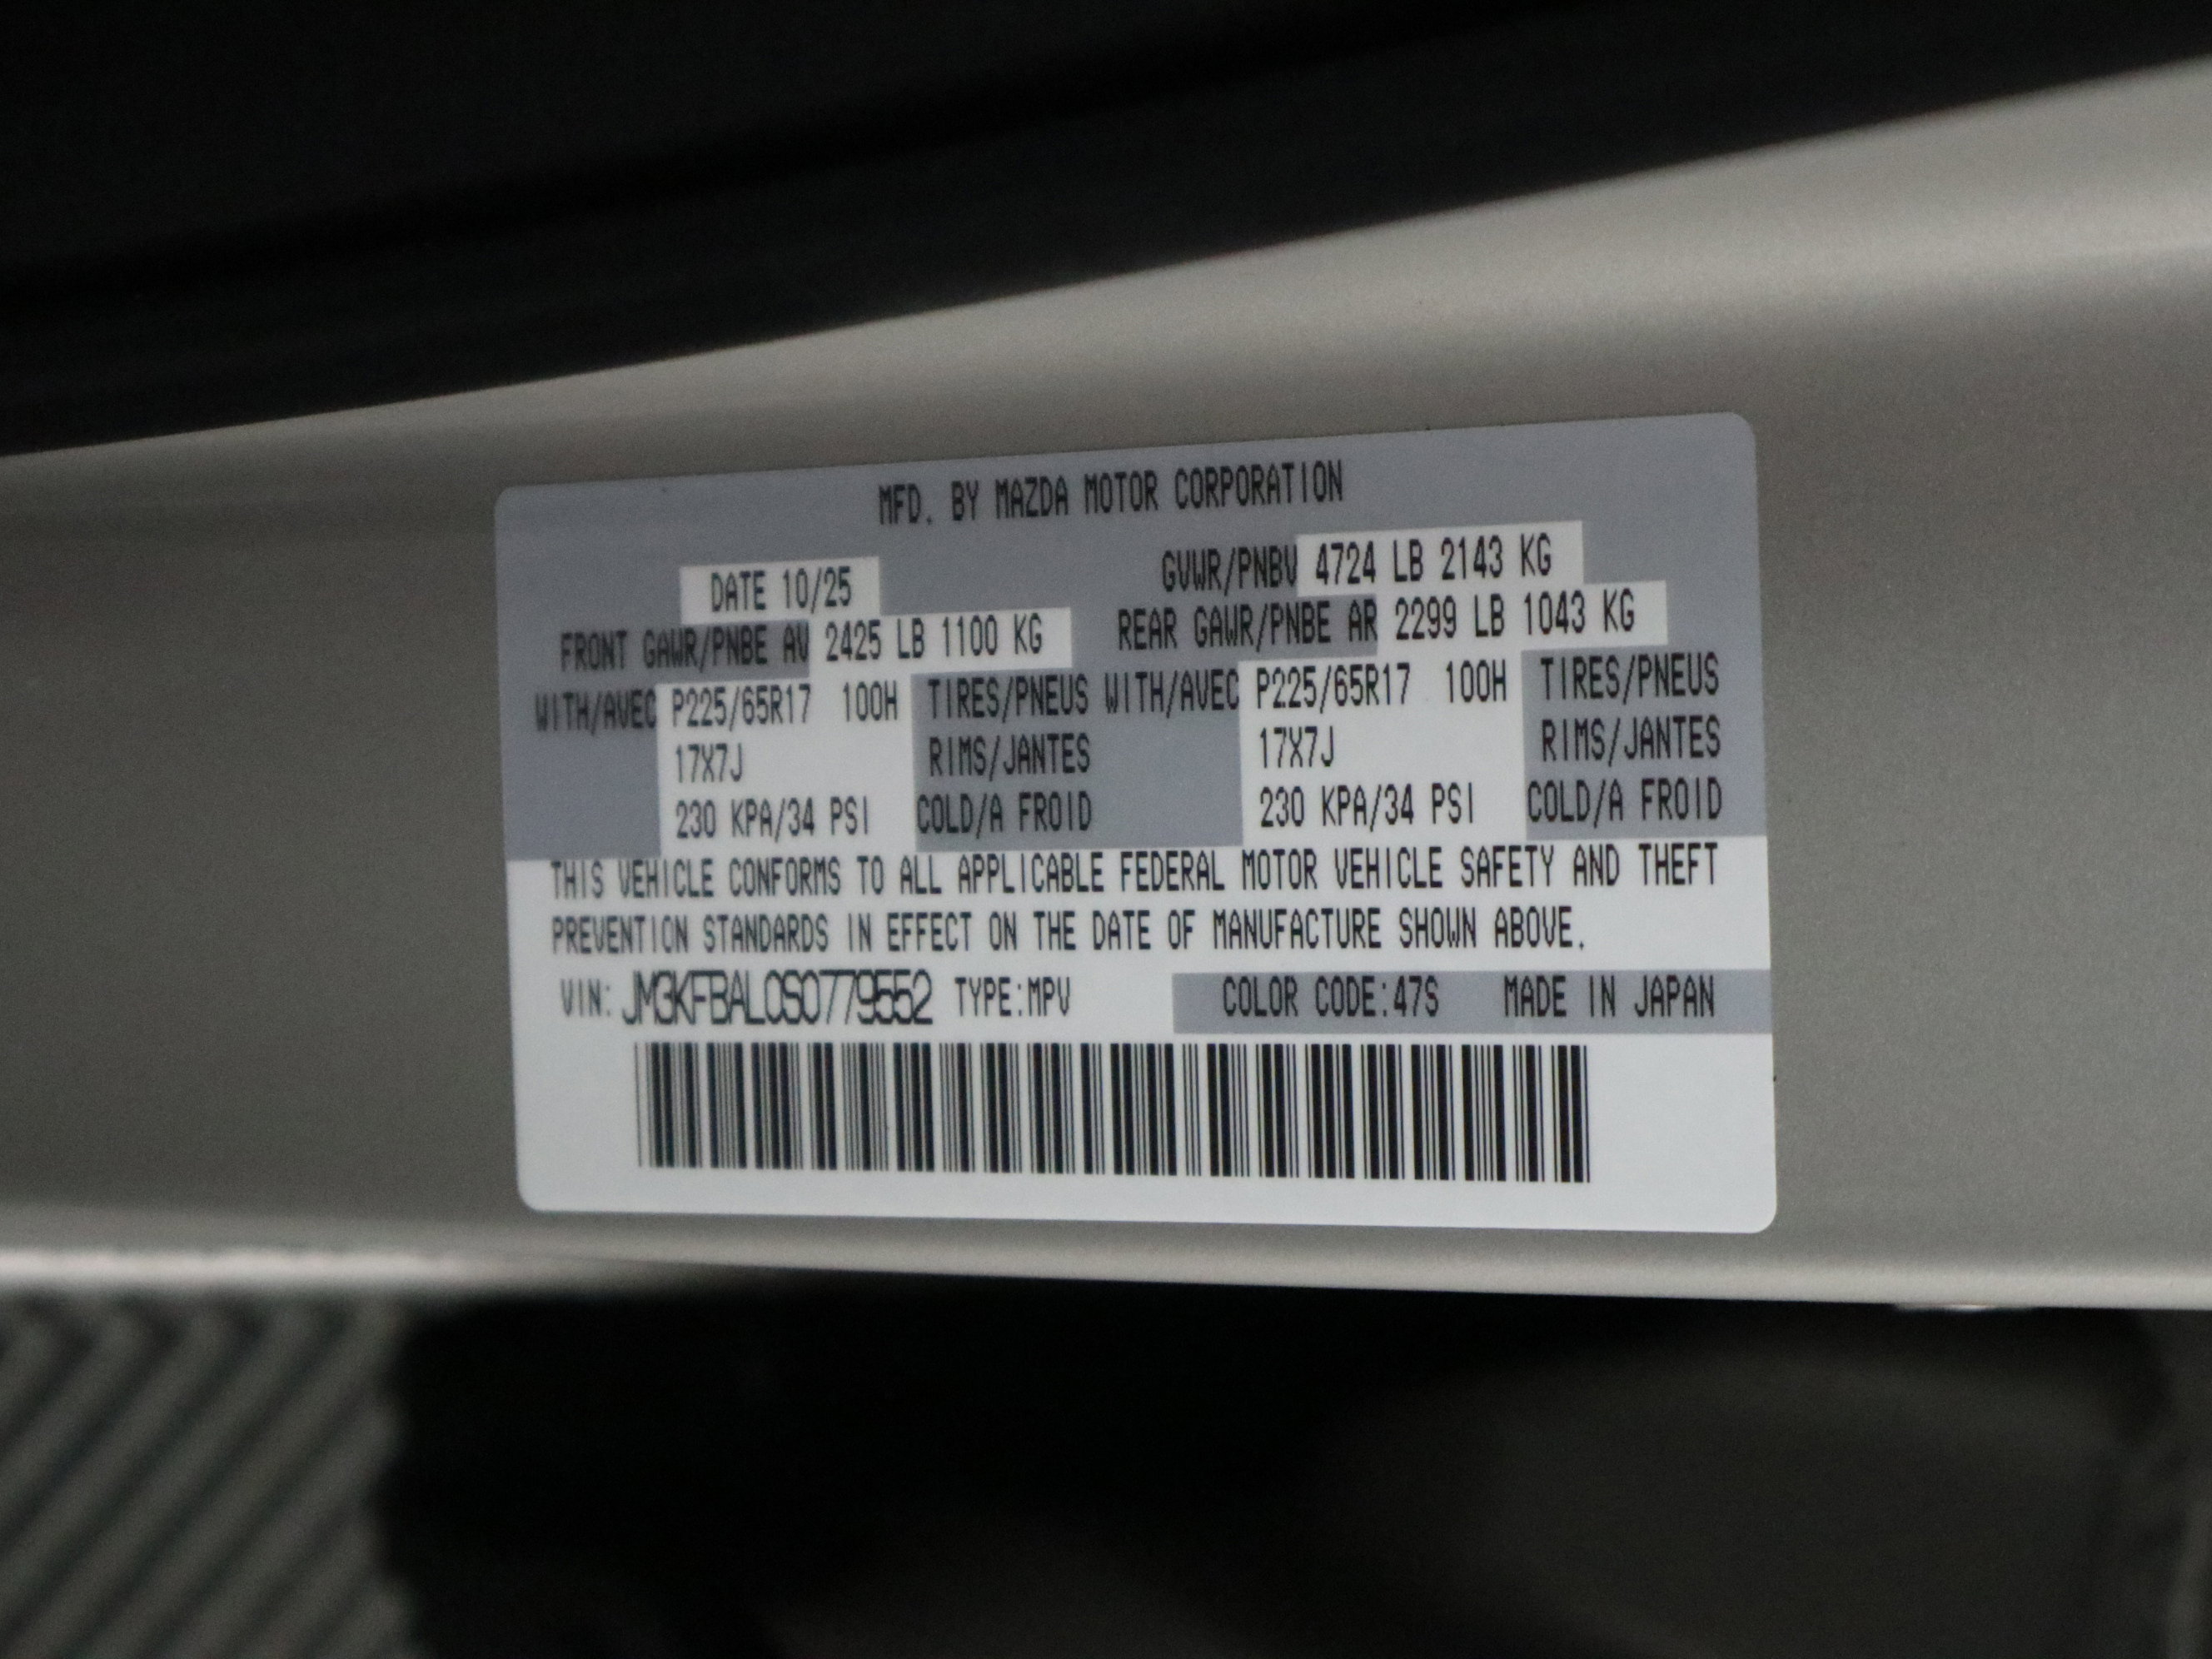 MFD. BY MAZDA MOTOR CORPORATION
DATE 10/25 GVWR/PNBV 4724 LB 2143 KG
FRONT GAWR/PNBE AV 2425 LB 1100 KG REAR GAWR/PNBE AR 2299 LB 1043 KG
WITH/AVEC P225/65R17 100H TIRES/PNEUS WITH/AVEC P225/65R17 100H TIRES/PNEUS
17X7J RIMS/JANTES 17X7J RIMS/JANTES
230 KPA/34 PSI COLD/A FROID 230 KPA/34 PSI COLD/A FROID
THIS VEHICLE CONFORMS TO ALL APPLICABLE FEDERAL MOTOR VEHICLE SAFETY AND THEFT
PREVENTION STANDARDS IN EFFECT ON THE DATE OF MANUFACTURE SHOWN ABOVE.
VIN: JM3KFBAL0S0779552 TYPE:MPV COLOR CODE:47S MADE IN JAPAN